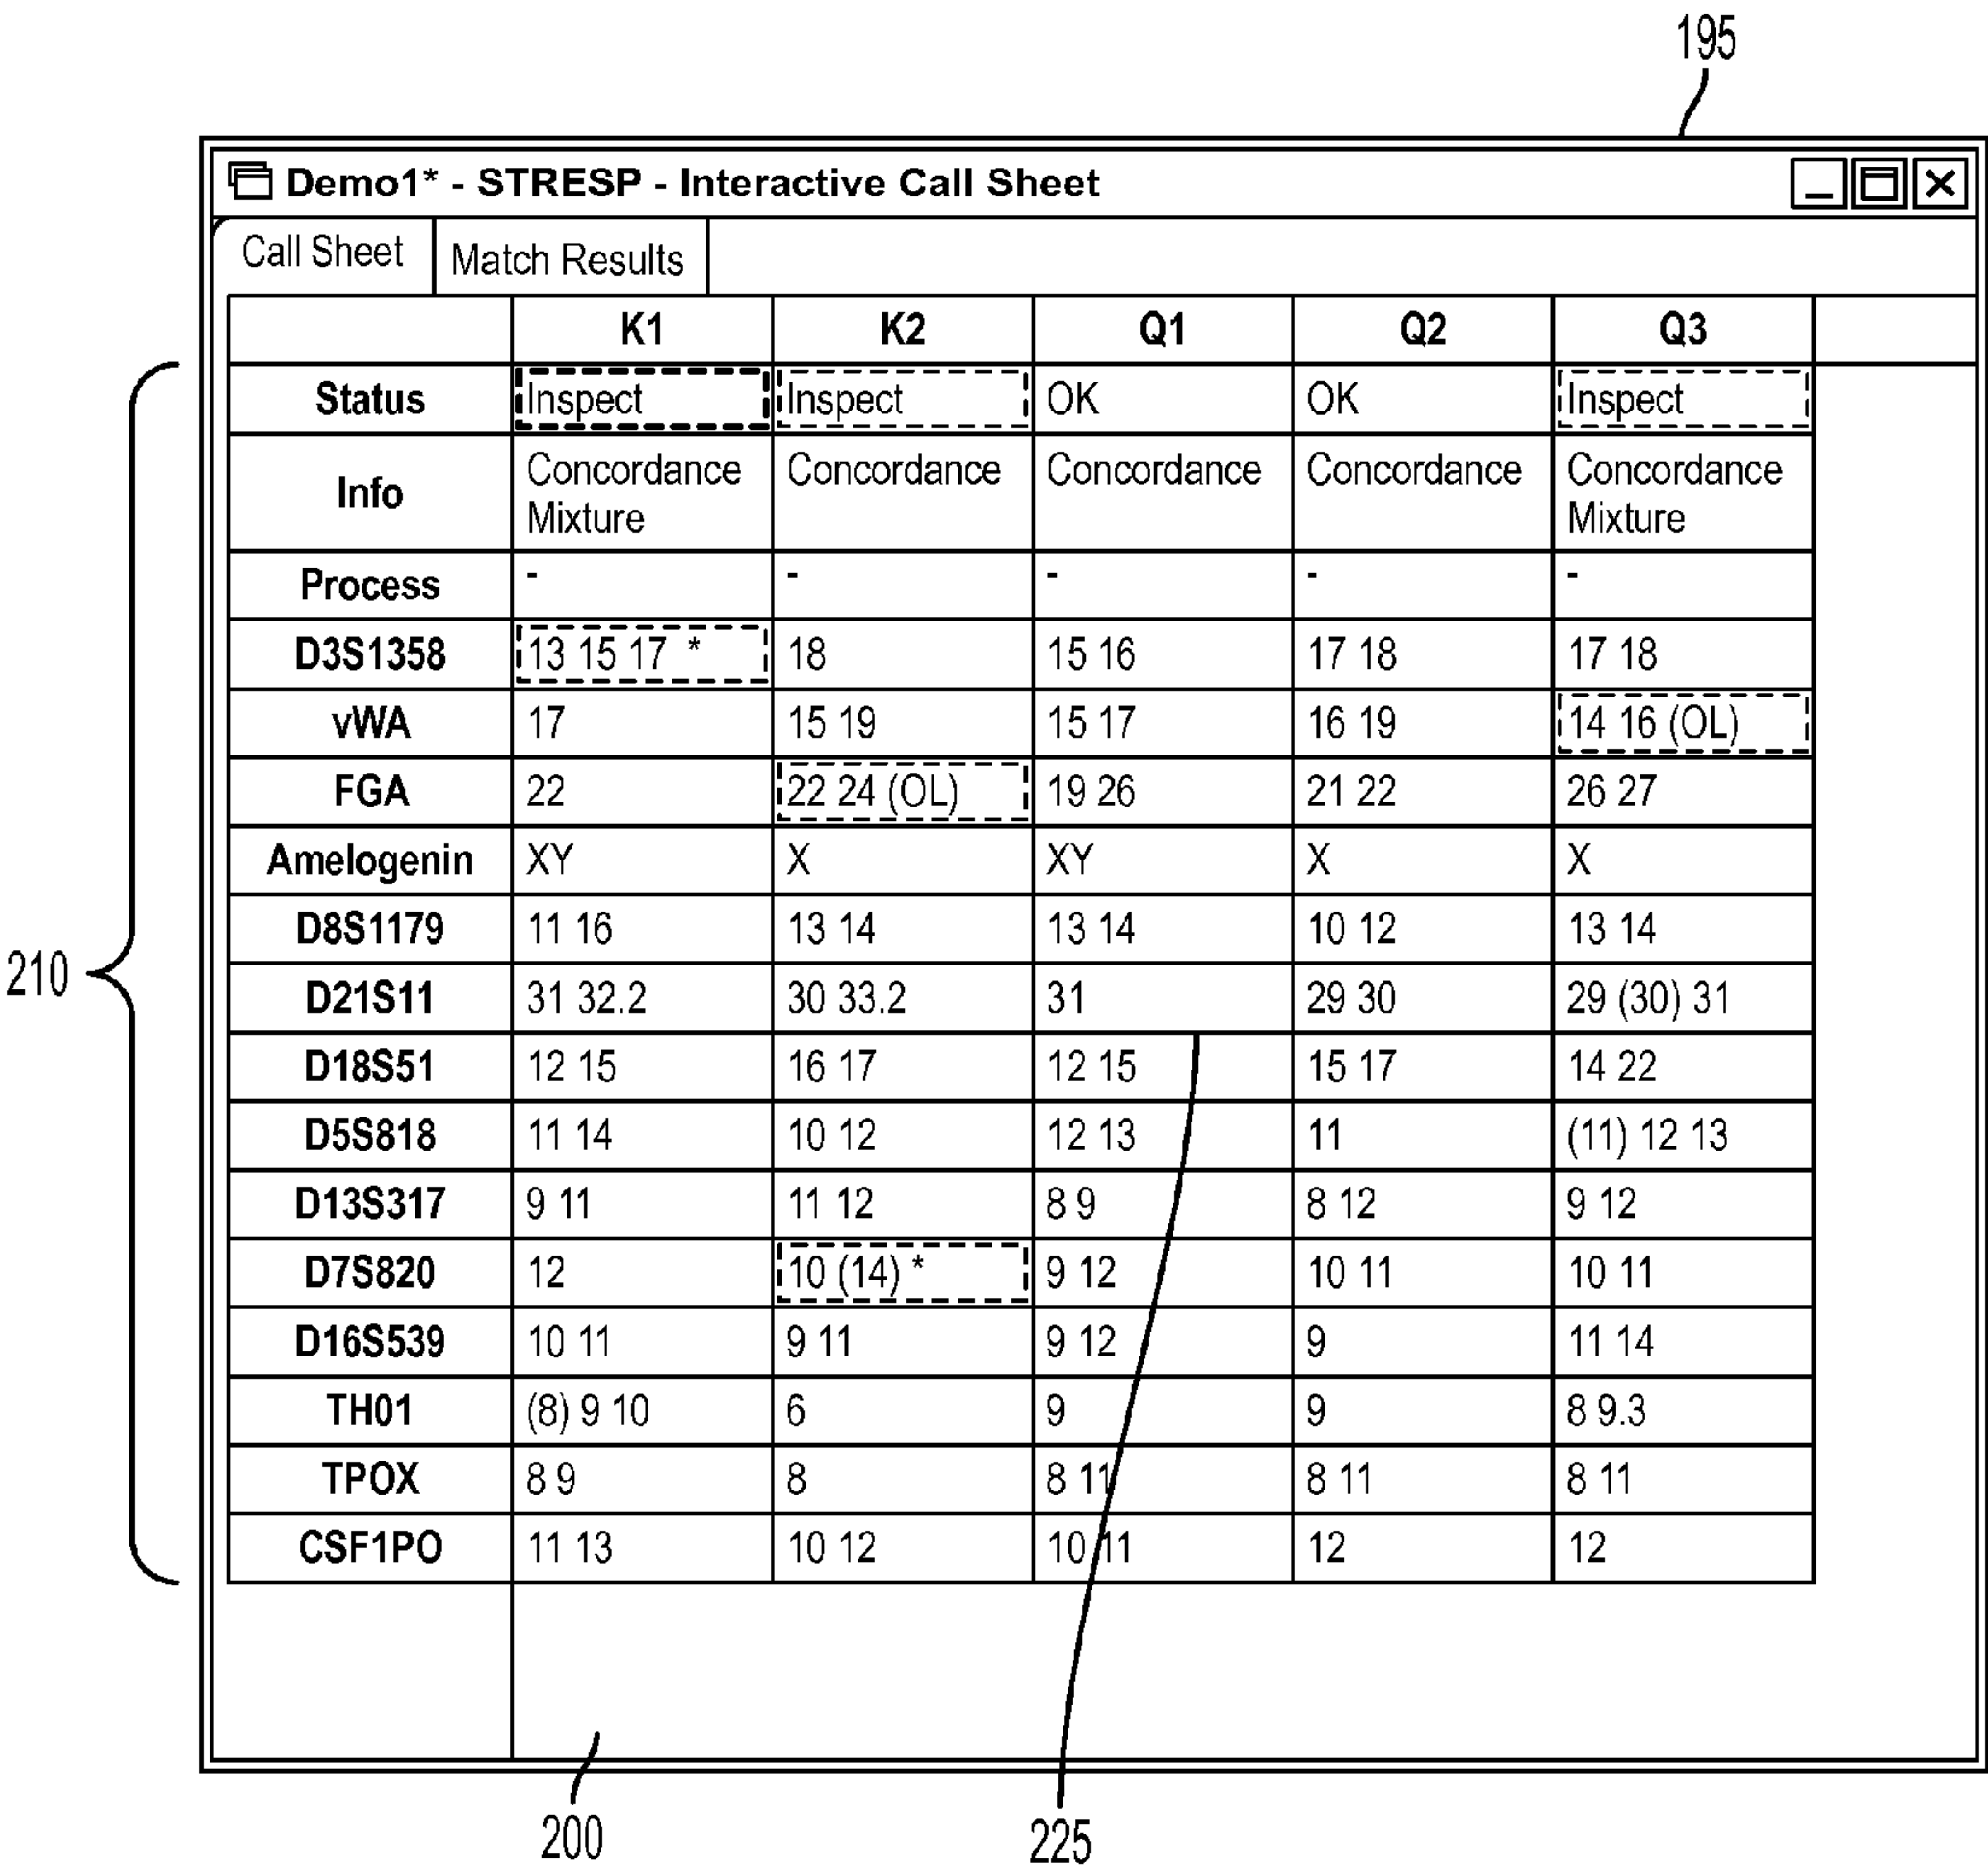 195
Demo1* - STRESP - Interactive Call Sheet
Call Sheet Match Results
K1 K2 Q1 Q2 Q3
Status Inspect Inspect OK OK Inspect
Info Concordance Mixture Concordance Concordance Concordance Concordance Mixture
Process - - - - -
D3S1358 13 15 17 * 18 15 16 17 18 17 18
vWA 17 15 19 15 17 16 19 14 16 (OL)
FGA 22 22 24 (OL) 19 26 21 22 26 27
Amelogenin XY X XY X X
D8S1179 11 16 13 14 13 14 10 12 13 14
210
D21S11 31 32.2 30 33.2 31 29 30 29 (30) 31
D18S51 12 15 16 17 12 15 15 17 14 22
D5S818 11 14 10 12 12 13 11 (11) 12 13
D13S317 9 11 11 12 8 9 8 12 9 12
D7S820 12 10 (14) * 9 12 10 11 10 11
D16S539 10 11 9 11 9 12 9 11 14
TH01 (8) 9 10 6 9 9 8 9.3
TPOX 8 9 8 8 11 8 11 8 11
CSF1PO 11 13 10 12 10 11 12 12
200 225